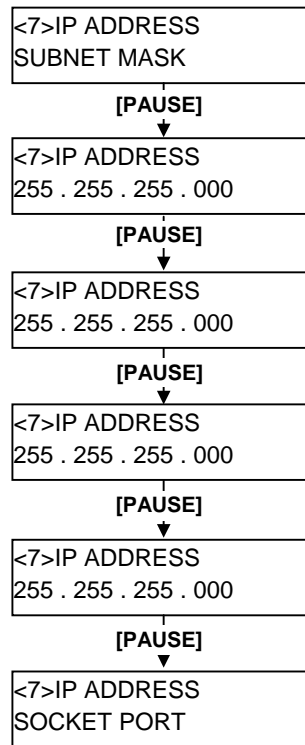 <7>IP ADDRESS
SUBNET MASK
[PAUSE]
<7>IP ADDRESS
255 . 255 . 255 . 000
[PAUSE]
<7>IP ADDRESS
255 . 255 . 255 . 000
[PAUSE]
<7>IP ADDRESS
255 . 255 . 255 . 000
[PAUSE]
<7>IP ADDRESS
255 . 255 . 255 . 000
[PAUSE]
<7>IP ADDRESS
SOCKET PORT